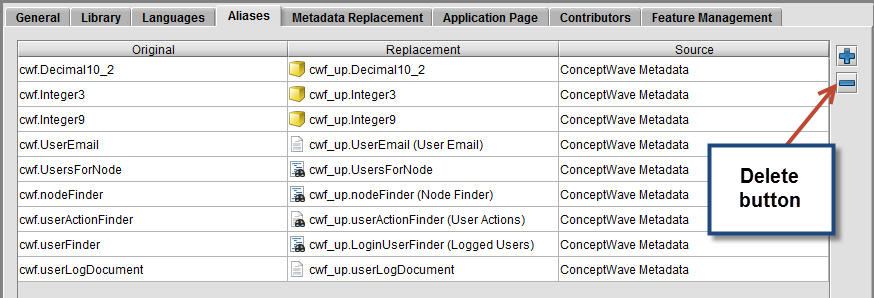 General Library Languages Aliases Metadata Replacement Application Page Contributors Feature Management
Original Replacement Source
cwf.Decimal10_2 cwf_up.Decimal10_2 ConceptWave Metadata
cwf.Integer3 cwf_up.Integer3 ConceptWave Metadata
cwf.Integer9 cwf_up.Integer9 ConceptWave Metadata
cwf.UserEmail cwf_up.UserEmail (User Email) ConceptWave Metadata
cwf.UsersForNode cwf_up.UsersForNode ConceptWave Metadata
cwf.nodeFinder cwf_up.nodeFinder (Node Finder) ConceptWave Metadata
cwf.userActionFinder cwf_up.userActionFinder (User Actions) ConceptWave Metadata
cwf.userFinder cwf_up.LoginUserFinder (Logged Users) ConceptWave Metadata
cwf.userLogDocument cwf_up.userLogDocument ConceptWave Metadata
Delete
button